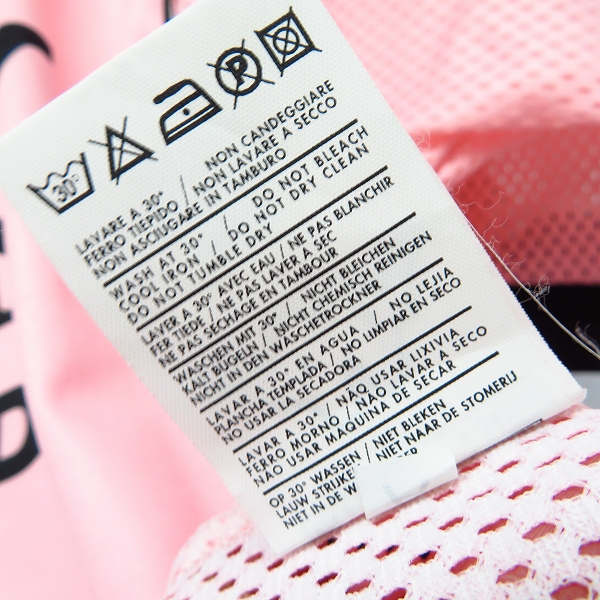 30°
P
LAVARE A 30° / NON CANDEGGIARE
FERRO TIEPIDO / NON LAVARE A SECCO
NON ASCIUGARE IN TAMBURO
WASH AT 30° / DO NOT BLEACH
COOL IRON / DO NOT DRY CLEAN
DO NOT TUMBLE DRY
LAVER A 30° AVEC EAU / NE PAS BLANCHIR
FER TIEDE / NE PAS LAVER A SEC
NE PAS SECHAGE EN TAMBOUR
WASCHEN MIT 30° / NICHT BLEICHEN
KALT BÜGELN / NICHT CHEMISCH REINIGEN
NICHT IN DEN WASCHETROCKNER
LAVAR A 30° EN AGUA / NO LEJIA
PLANCHA TEMPLADA / NO LIMPIAR EN SECO
NO USAR LA SECADORA
LAVAR A 30° / NÃO USAR LIXIVIA
FERRO MORNO / NÃO LAVAR A SECO
NÃO USAR MAQUINA DE SECAR
OP 30° WASSEN / NIET BLEKEN
LAUW STRIJKE NIET NAAR DE STOMERIJ
NIET IN DE W